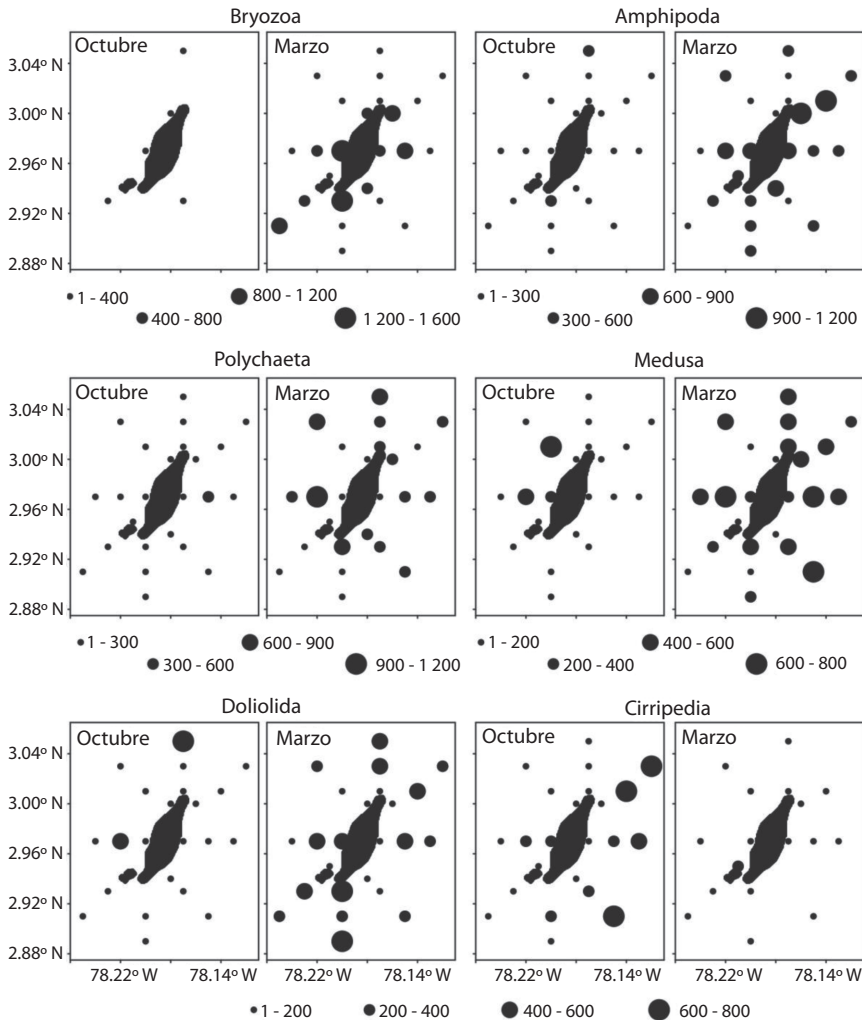 Bryozoa Amphipoda
Octubre Marzo Octubre Marzo
3.04º N
3.00º N
2.96º N
2.92º N
2.88º N
1 - 400 800 - 1 200 1 - 300 600 - 900
400 - 800 1 200 - 1 600 300 - 600 900 - 1 200
Polychaeta Medusa
Octubre Marzo Octubre Marzo
3.04º N
3.00º N
2.96º N
2.92º N
2.88º N
1 - 300 600 - 900 1 - 200 400 - 600
300 - 600 900 - 1 200 200 - 400 600 - 800
Doliolida Cirripedia
Octubre Marzo Octubre Marzo
3.04º N
3.00º N
2.96º N
2.92º N
2.88º N
78.22º W 78.14º W 78.22º W 78.14º W 78.22º W 78.14º W 78.22º W 78.14º W
1 - 200 200 - 400 400 - 600 600 - 800